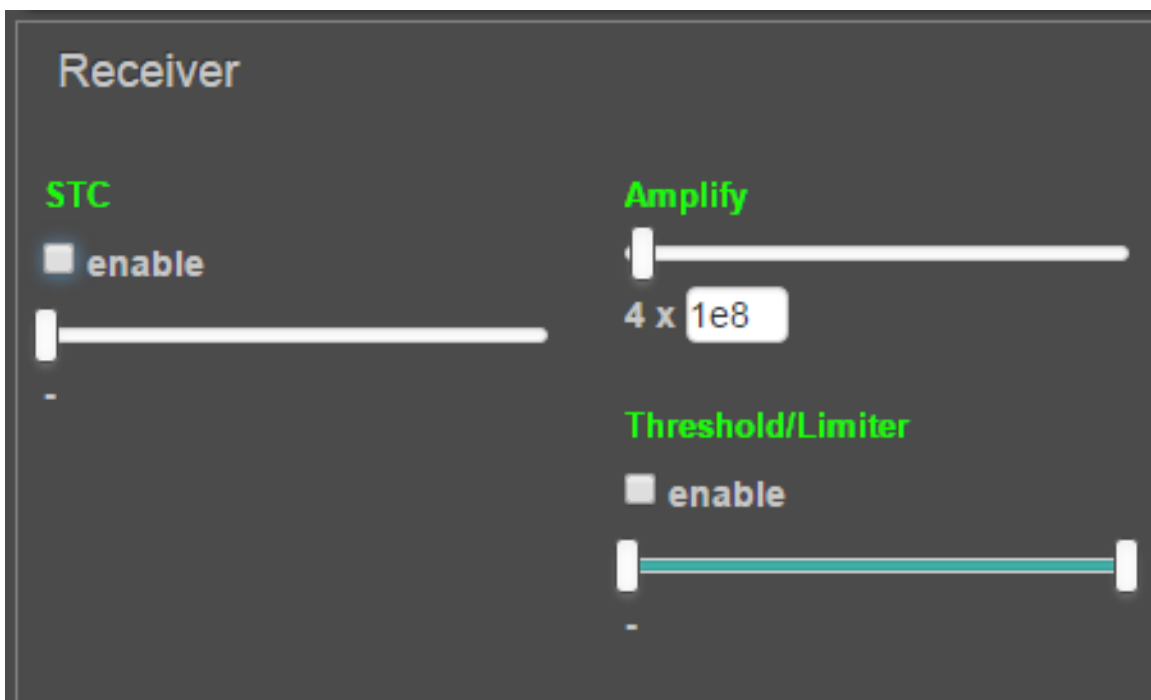 Receiver
STC
enable
-
Amplify
4 x 1e8
Threshold/Limiter
enable
-